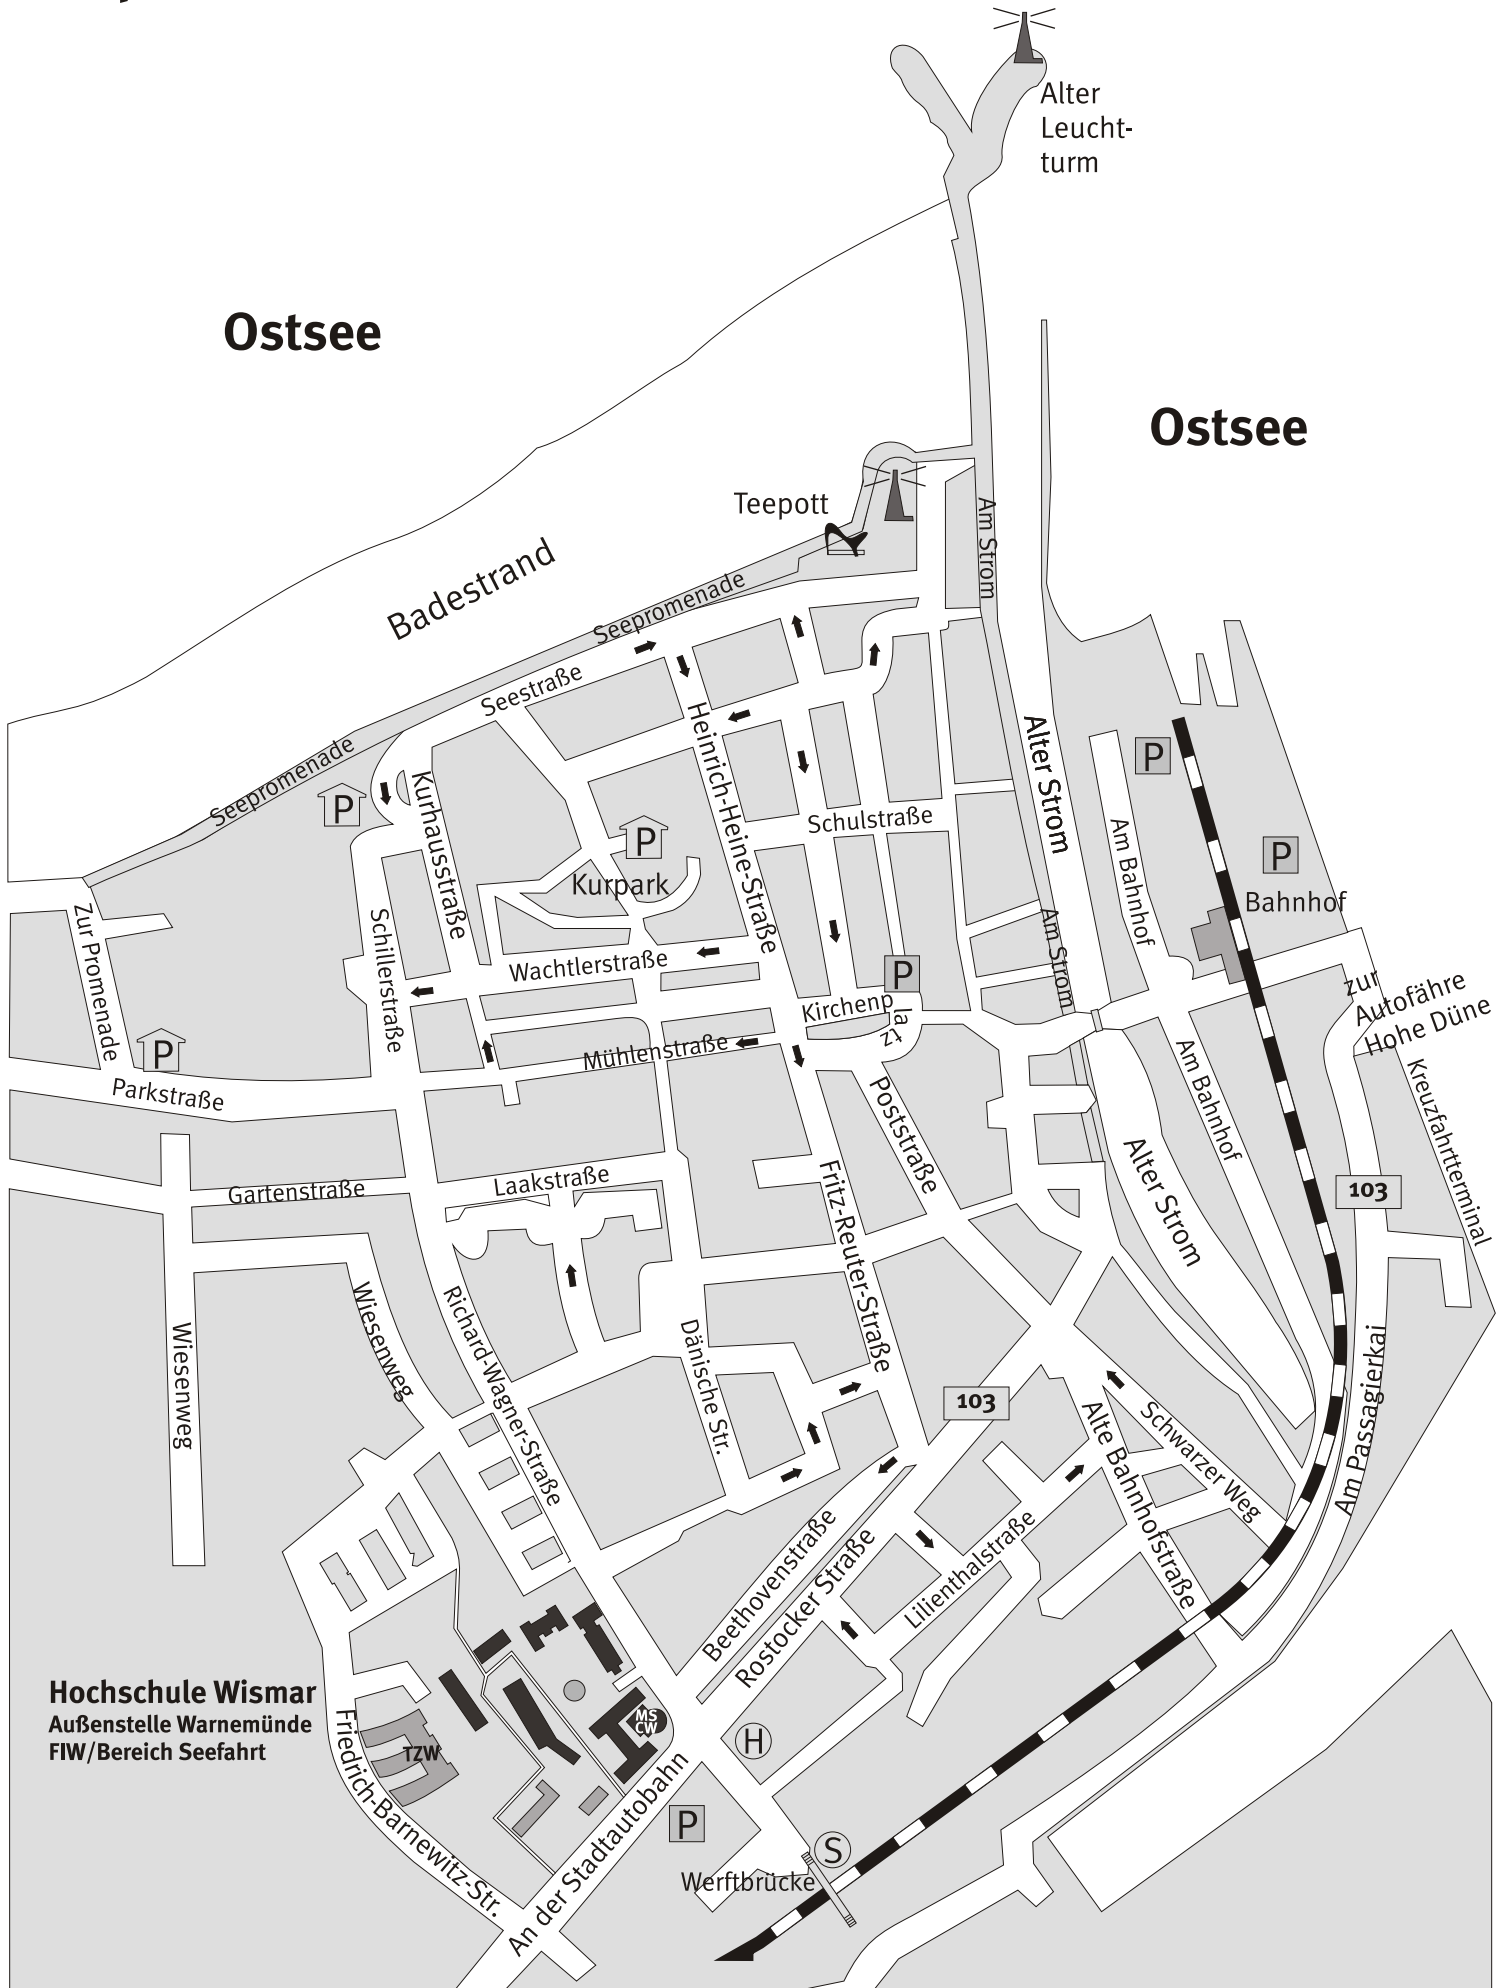 Alter
Leucht-
turm
Ostsee
Ostsee
Teepott
Am Strom
Badestrand
Seepromenade
Seestraße
Seepromenade
Heinrich-Heine-Straße
Alter Strom
P
P
Kurhausstraße
P
Schulstraße
Am Bahnhof
P
Kurpark
Bahnhof
Zur Promenade
Schillerstraße
Wachtlerstraße
Am Strom
P
zur
Autofähre
Hohe Düne
Kirchenplatz
P
Mühlenstraße
Am Bahnhof
Kreuzfahrtterminal
Parkstraße
Poststraße
Alter Strom
Gartenstraße
Laakstraße
Fritz-Reuter-Straße
103
Wiesenweg
Wiesenweg
Richard-Wagner-Straße
Dänische Str.
Am Passagierkai
103
Schwarzer Weg
Alte Bahnhofstraße
Beethovenstraße
Rostocker Straße
Lilienthalstraße
Hochschule Wismar
Außenstelle Warnemünde
FIW/Bereich Seefahrt
MS
CW
TZW
H
Friedrich-Barnewitz-Str.
An der Stadtautobahn
P
S
Werftbrücke